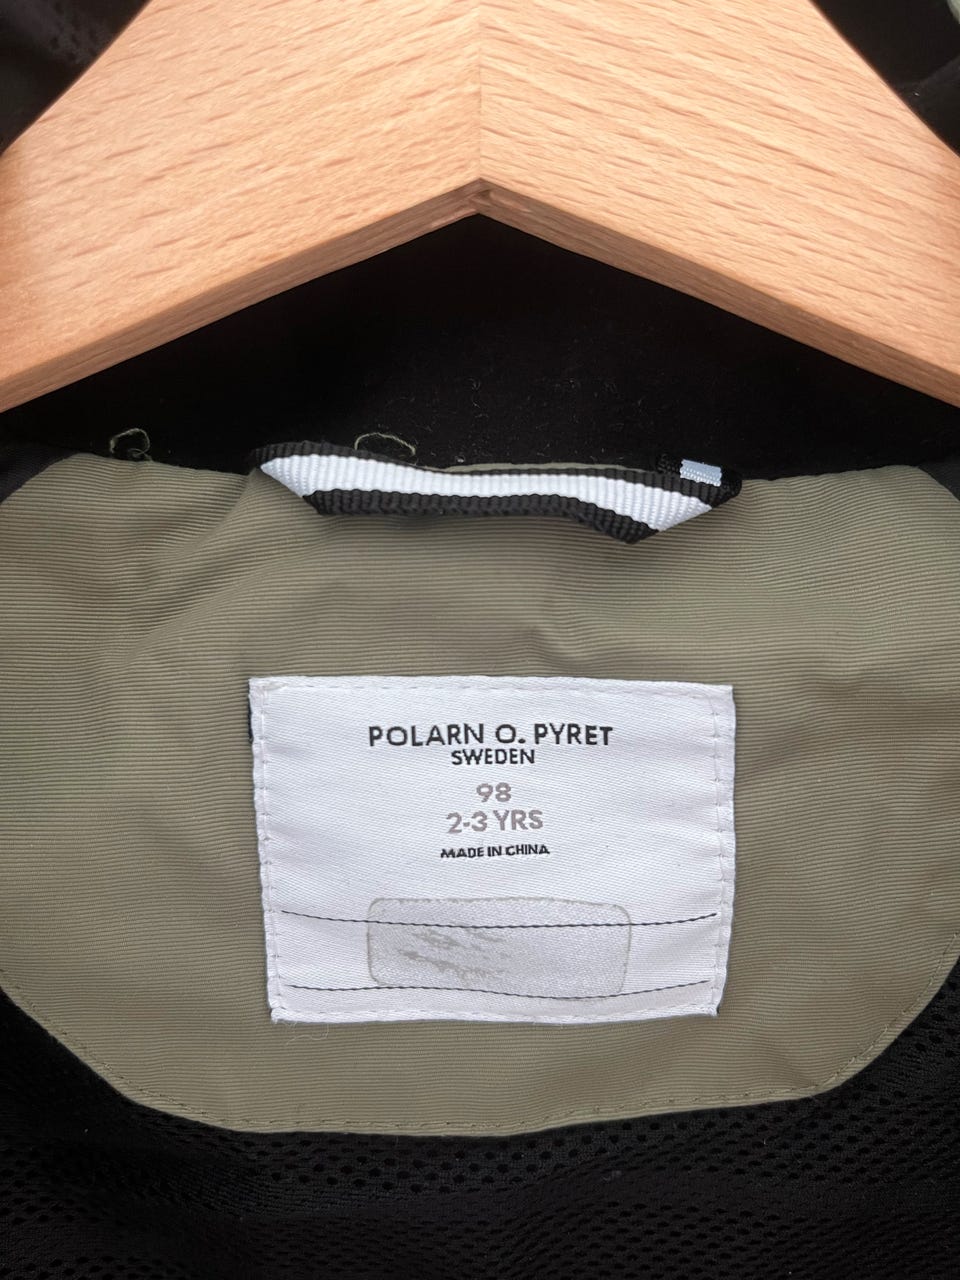 POLARN O. PYRET
SWEDEN
98
2-3 YRS
MADE IN CHINA